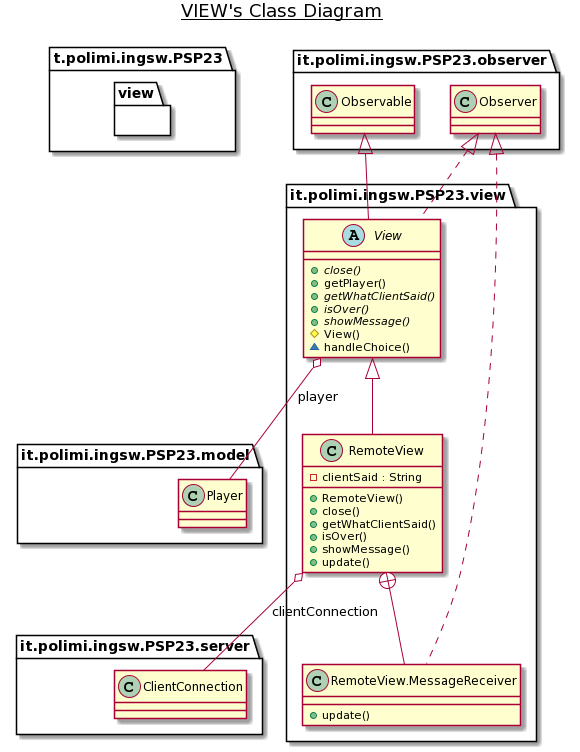 VIEW's Class Diagram
t.polimi.ingsw.PSP23
view
it.polimi.ingsw.PSP23.observer
C Observable
C Observer
it.polimi.ingsw.PSP23.view
A View
close()
getPlayer()
getWhatClientSaid()
isOver()
showMessage()
View()
handleChoice()
player
it.polimi.ingsw.PSP23.model
C Player
C RemoteView
clientSaid : String
RemoteView()
close()
getWhatClientSaid()
isOver()
showMessage()
update()
clientConnection
it.polimi.ingsw.PSP23.server
C ClientConnection
C RemoteView.MessageReceiver
update()